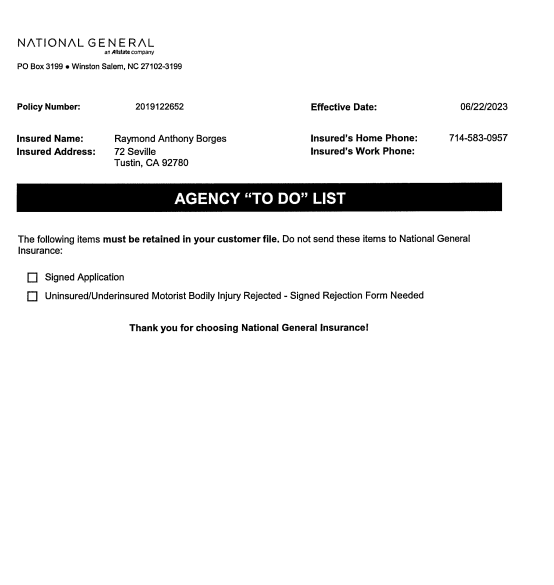 NATIONAL GENERAL
an Allstate company
PO Box 3199 ● Winston Salem, NC 27102-3199
Policy Number: 2019122652 Effective Date: 06/22/2023
Insured Name: Raymond Anthony Borges Insured's Home Phone: 714-583-0957
Insured Address: 72 Seville Insured's Work Phone:
Tustin, CA 92780
AGENCY “TO DO” LIST
The following items must be retained in your customer file. Do not send these items to National General
Insurance:
Signed Application
Uninsured/Underinsured Motorist Bodily Injury Rejected - Signed Rejection Form Needed
Thank you for choosing National General Insurance!